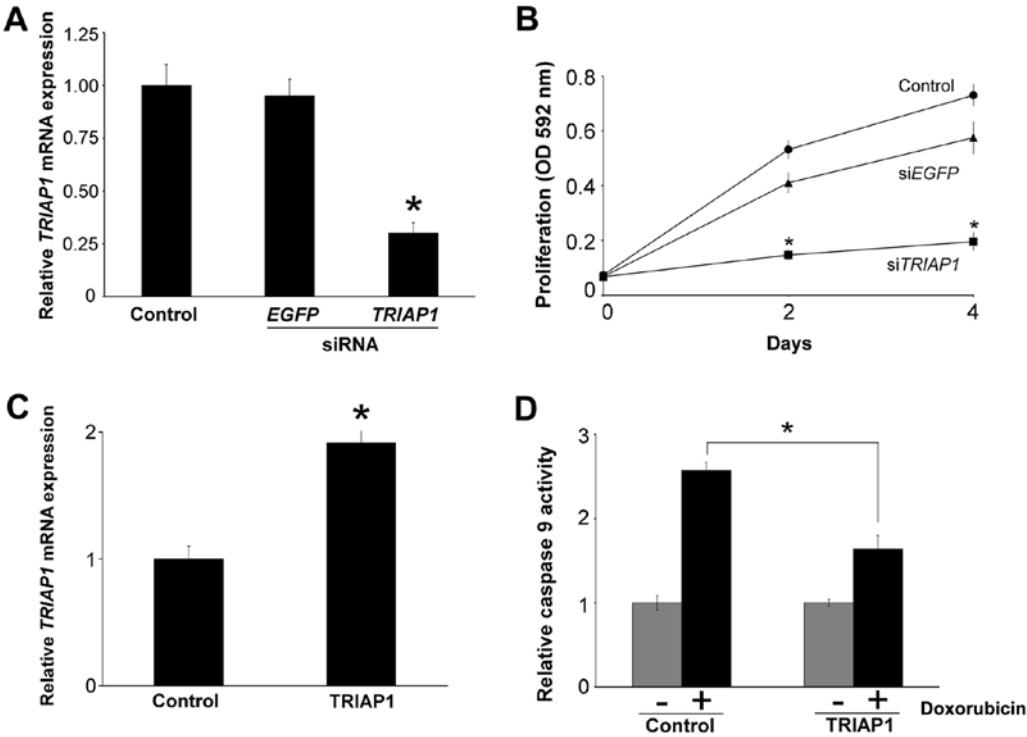 A
Relative TRIAP1 mRNA expression
1.25
1.00
0.75
0.50
0.25
0
*
Control
EGFP
TRIAP1
siRNA
B
Proliferation (OD 592 nm)
0.8
0.6
0.4
0.2
0
Control
siEGFP
*
*
siTRIAP1
0
2
4
Days
C
Relative TRIAP1 mRNA expression
2
1
0
*
Control
TRIAP1
D
Relative caspase 9 activity
3
2
1
0
*
- + - + Doxorubicin
Control
TRIAP1